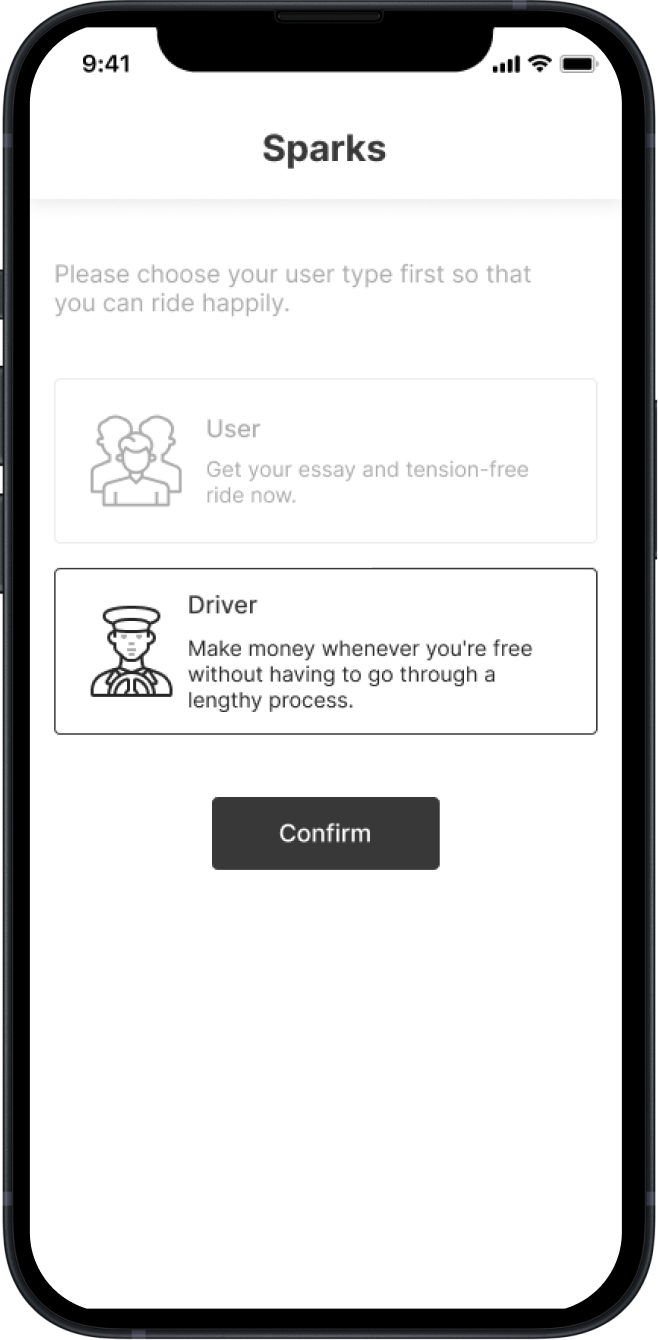 9:41
Sparks
Please choose your user type first so that
you can ride happily.
User
Get your essay and tension-free
ride now.
Driver
Make money whenever you're free
without having to go through a
lengthy process.
Confirm